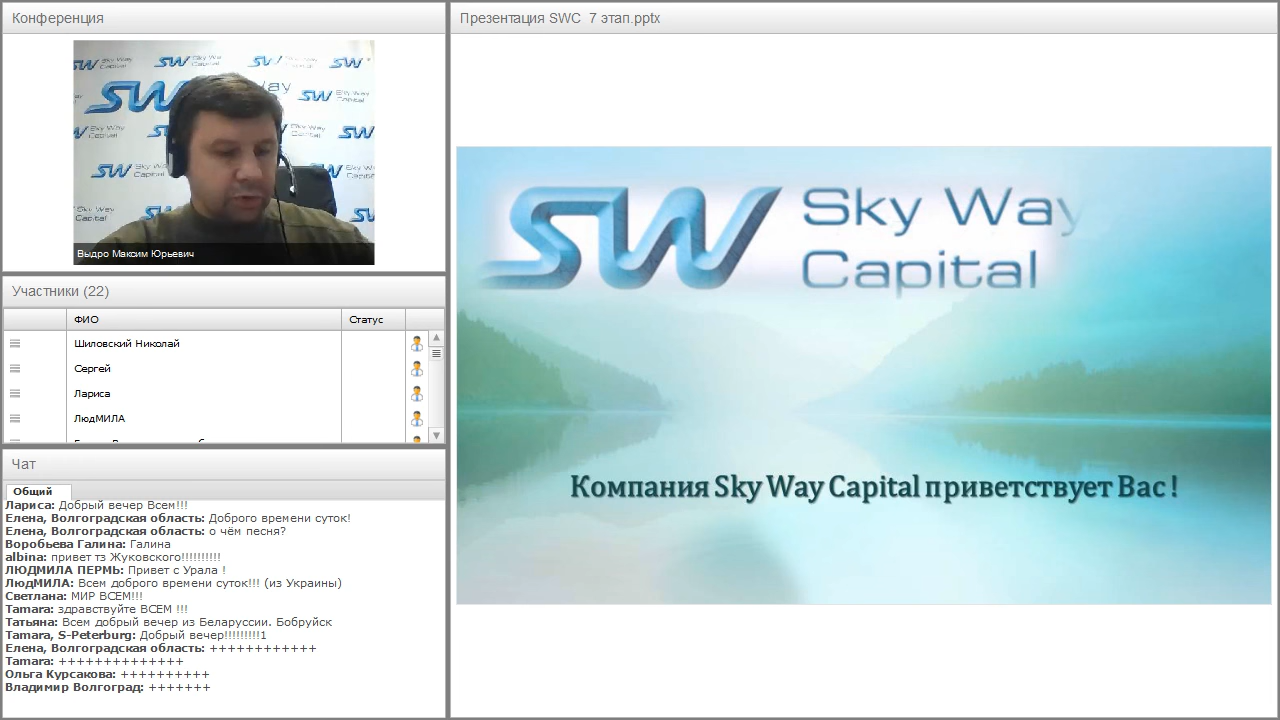 Конференция
Sky Way
Capital
SW
Выдро Максим Юрьевич
Участники (22)
ФИО
Статус
Шиловский Николай
Сергей
Лариса
ЛюдМИЛА
Чат
Общий
Лариса: Добрый вечер Всем!!!
Елена, Волгоградская область: Доброго времени суток!
Елена, Волгоградская область: о чём песня?
Воробьева Галина: Галина
albina: привет тз Жуковского!!!!!!!!!!
ЛЮДМИЛА ПЕРМЬ: Привет с Урала !
ЛюдМИЛА: Всем доброго времени суток!!! (из Украины)
Светлана: МИР ВСЕМ!!!
Tamara: здравствуйте ВСЕМ !!!
Татьяна: Всем добрый вечер из Беларуссии. Бобруйск
Tamara, S-Peterburg: Добрый вечер!!!!!!!!!1
Елена, Волгоградская область: ++++++++++++
Tamara: ++++++++++++++
Ольга Курсакова: ++++++++++
Владимир Волгоград: +++++++
Презентация SWC 7 этап.pptx
SW Sky Way
Capital
Компания Sky Way Capital приветствует Вас !